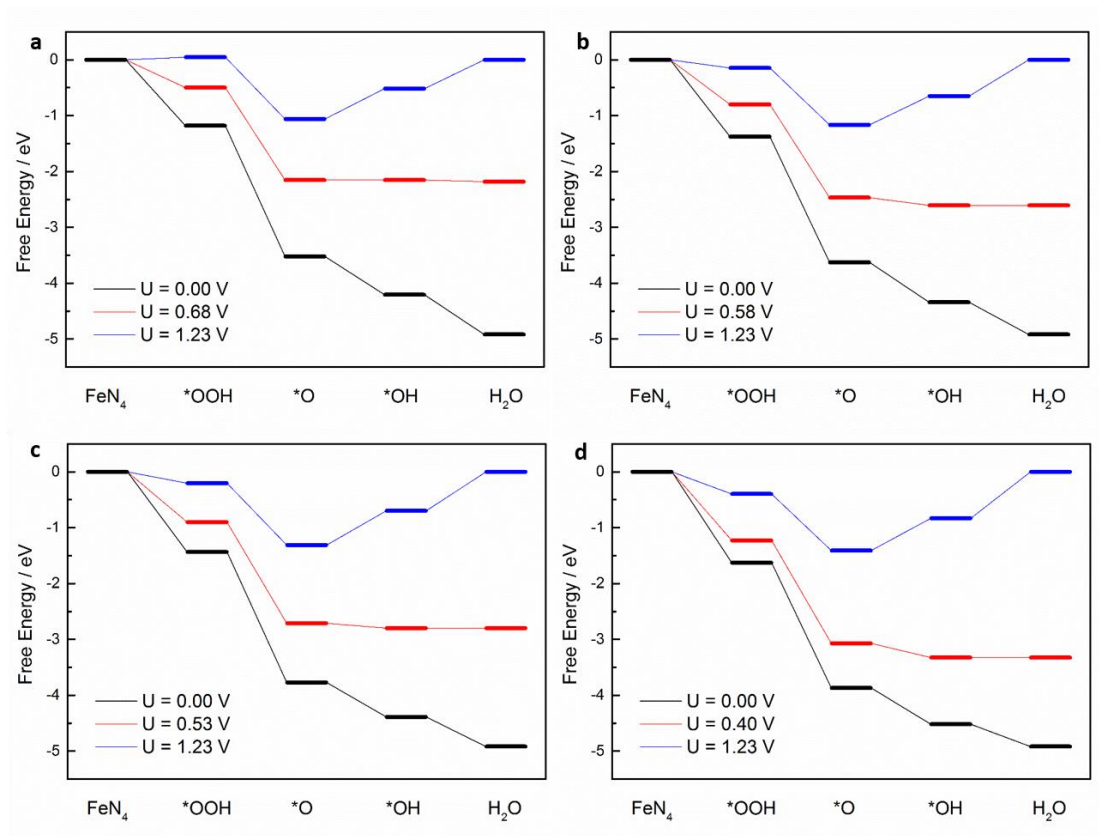 a
0
-1
-2
-3
-4
-5
Free Energy / eV
U = 0.00 V
U = 0.68 V
U = 1.23 V
FeN4 *OOH *O *OH H2O
b
0
-1
-2
-3
-4
-5
Free Energy / eV
U = 0.00 V
U = 0.58 V
U = 1.23 V
FeN4 *OOH *O *OH H2O
c
0
-1
-2
-3
-4
-5
Free Energy / eV
U = 0.00 V
U = 0.53 V
U = 1.23 V
FeN4 *OOH *O *OH H2O
d
0
-1
-2
-3
-4
-5
Free Energy / eV
U = 0.00 V
U = 0.40 V
U = 1.23 V
FeN4 *OOH *O *OH H2O